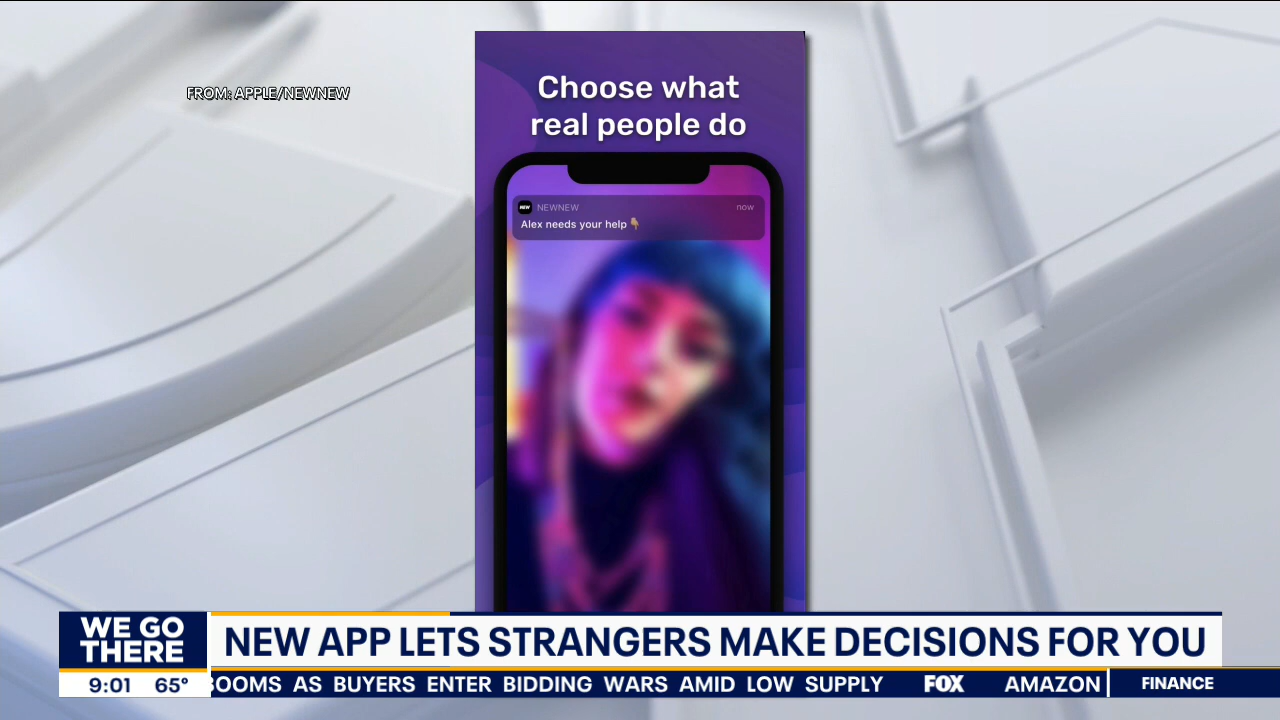 FROM: APPLE/NEWNEW
Choose what
real people do
NEW NEWNEW now
Alex needs your help 👇🏽
WE GO
THERE
NEW APP LETS STRANGERS MAKE DECISIONS FOR YOU
9:01 65° BOOMS AS BUYERS ENTER BIDDING WARS AMID LOW SUPPLY FOX AMAZON FINANCE